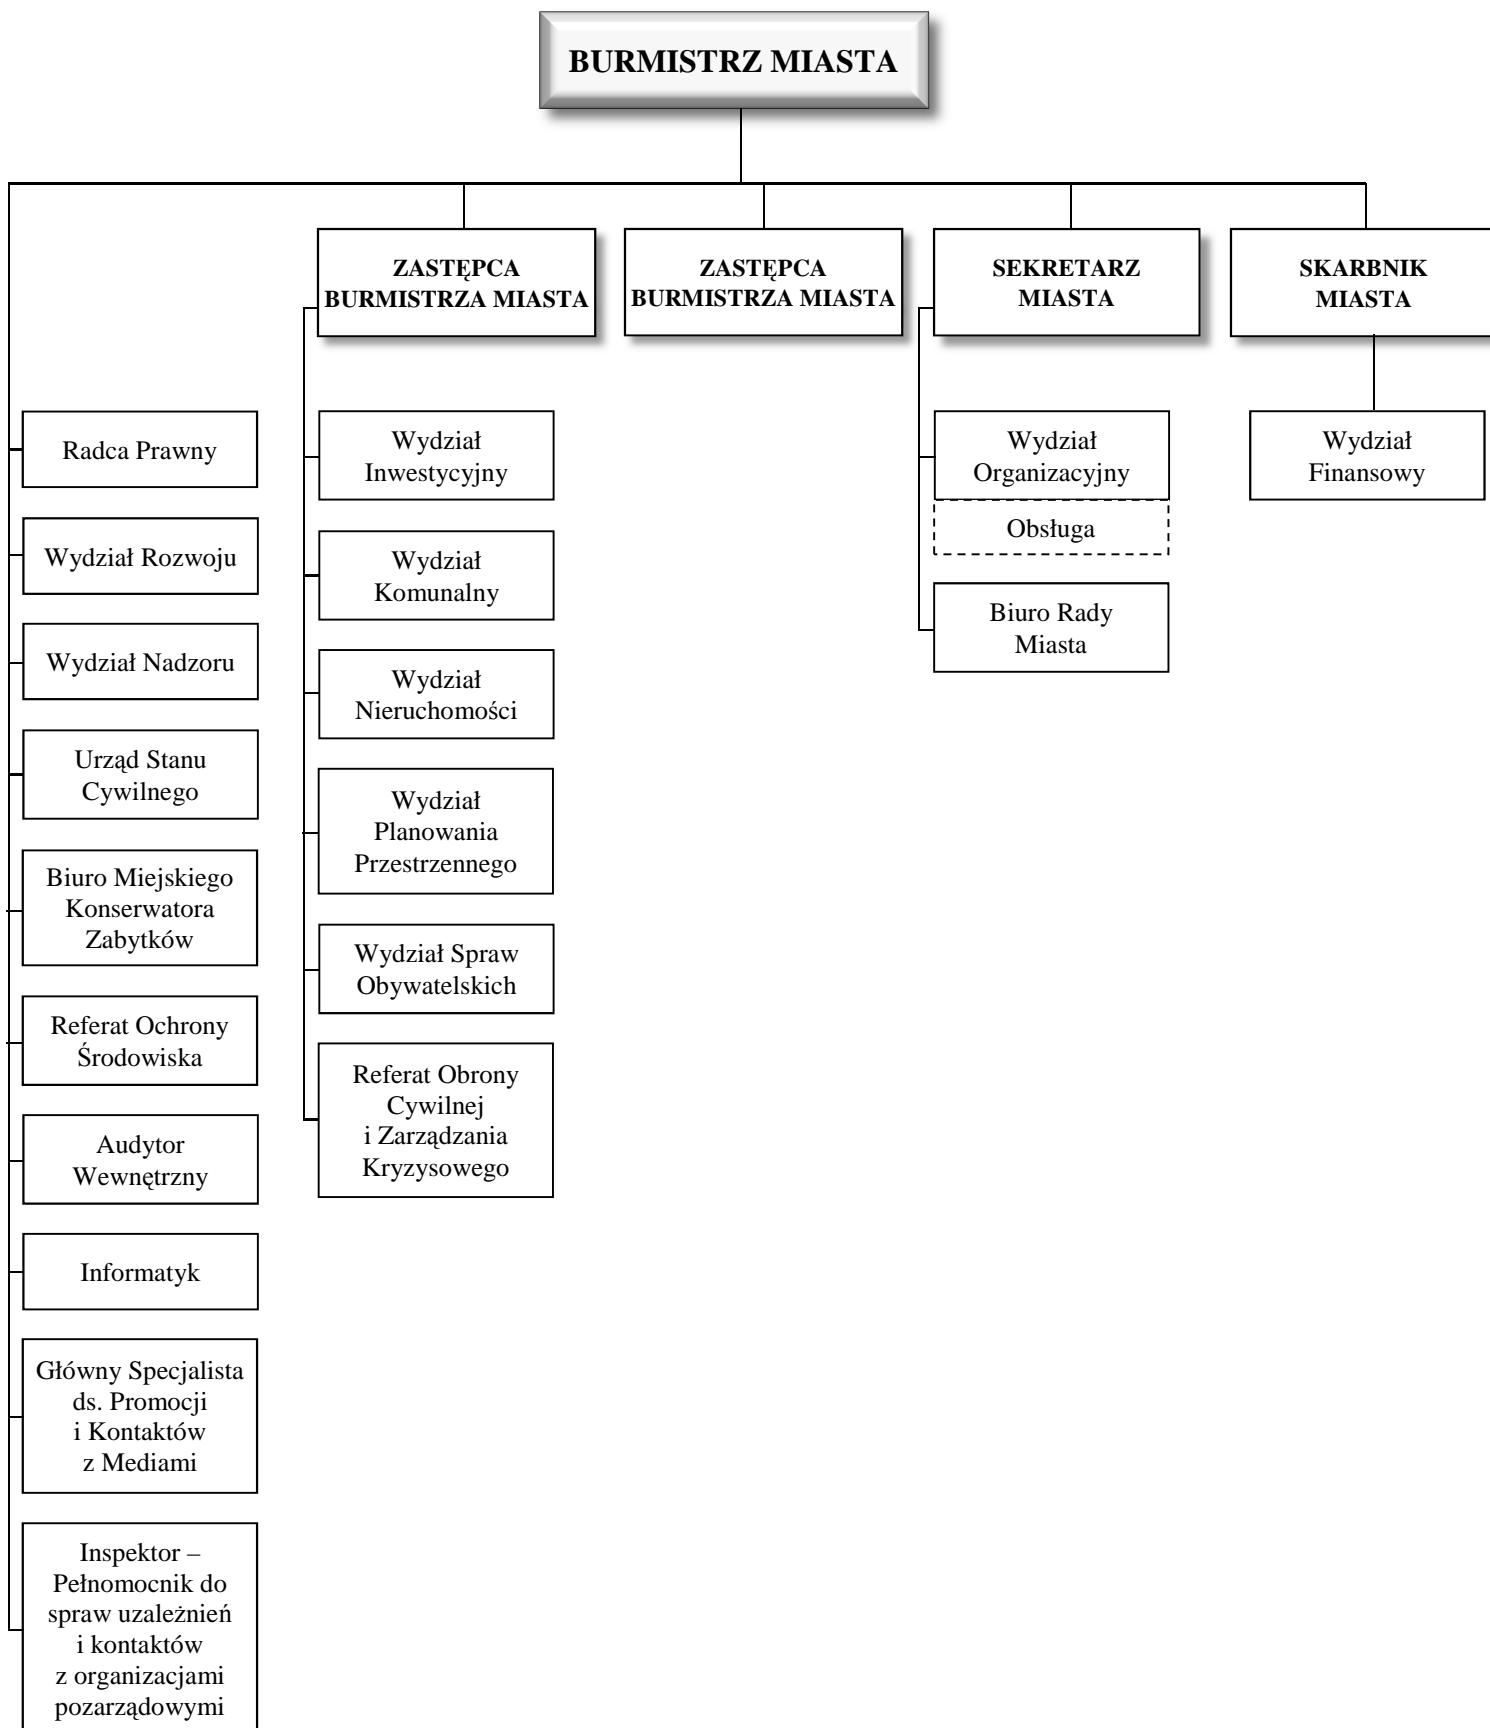 BURMISTRZ MIASTA
ZASTĘPCA
BURMISTRZA MIASTA
ZASTĘPCA
BURMISTRZA MIASTA
SEKRETARZ
MIASTA
SKARBNIK
MIASTA
Radca Prawny
Wydział Rozwoju
Wydział Nadzoru
Urząd Stanu
Cywilnego
Biuro Miejskiego
Konserwatora
Zabytków
Referat Ochrony
Środowiska
Audytor
Wewnętrzny
Informatyk
Główny Specjalista
ds. Promocji
i Kontaktów
z Mediami
Inspektor –
Pełnomocnik do
spraw uzależnień
i kontaktów
z organizacjami
pozarządowymi
Wydział
Inwestycyjny
Wydział
Komunalny
Wydział
Nieruchomości
Wydział
Planowania
Przestrzennego
Wydział Spraw
Obywatelskich
Referat Obrony
Cywilnej
i Zarządzania
Kryzysowego
Wydział
Organizacyjny
Obsługa
Biuro Rady
Miasta
Wydział
Finansowy